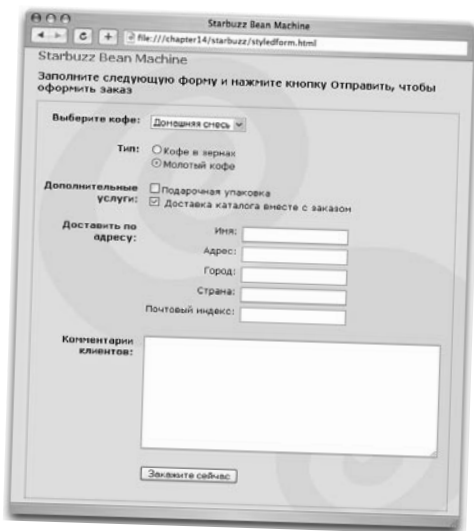 Starbuzz Bean Machine
file:///chapter14/starbuzz/styledform.html
Starbuzz Bean Machine
Заполните следующую форму и нажмите кнопку Отправить, чтобы
оформить заказ
Выберите кофе: Домашняя смесь
Тип: Кофе в зернах
Молотый кофе
Дополнительные
услуги:
Подарочная упаковка
Доставка каталога вместе с заказом
Доставить по
адресу:
Имя:
Адрес:
Город:
Страна:
Почтовый индекс:
Комментарии
клиентов:
Закажите сейчас